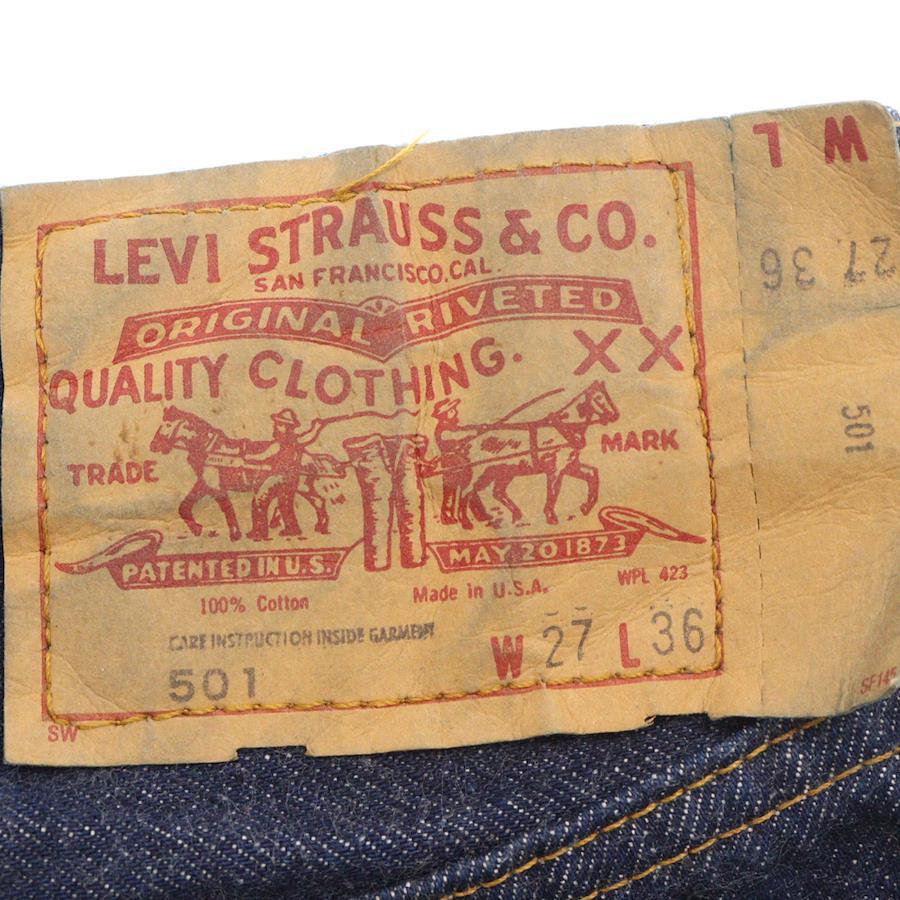 LEVI STRAUSS & CO.
SAN FRANCISCO, CAL.
ORIGINAL RIVETED
QUALITY CLOTHING. XX
TRADE MARK
PATENTED IN U.S. MAY 20 1873
100% Cotton Made in U.S.A. WPL 423
CARE INSTRUCTION INSIDE GARMENT
501 W 27 L 36
SW
W L
27 36
501